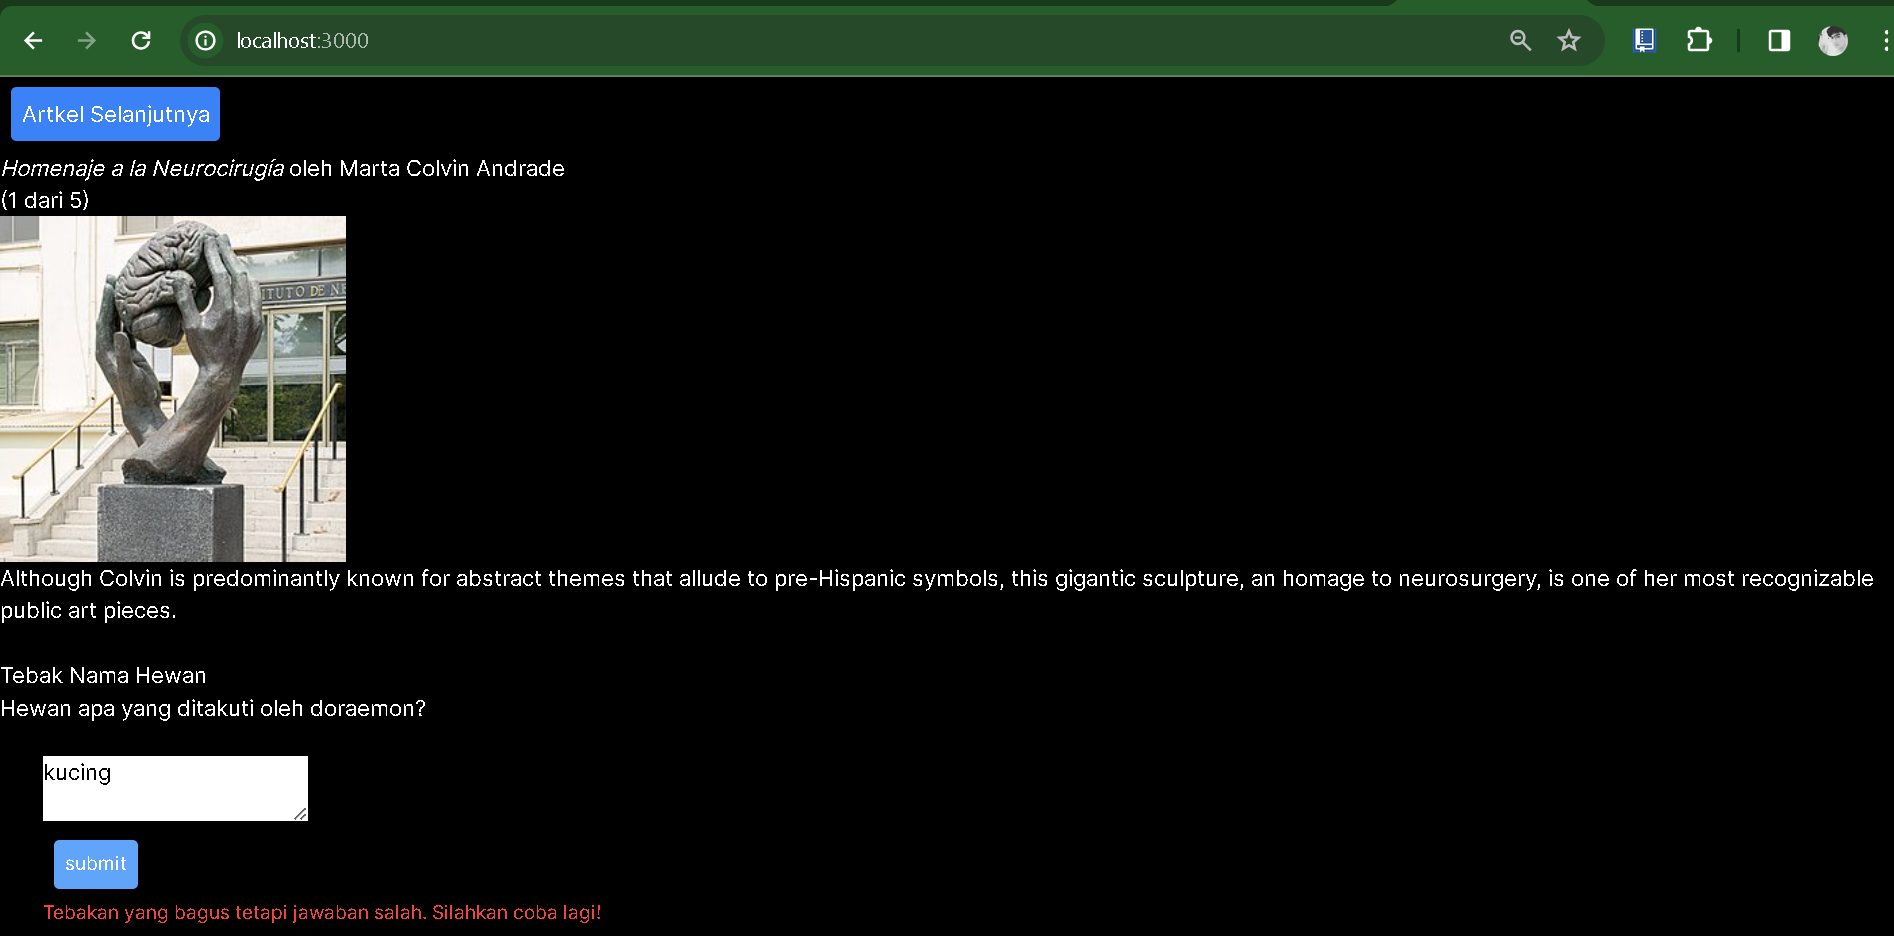 localhost:3000
Artkel Selanjutnya
Homenaje a la Neurocirugía oleh Marta Colvin Andrade
(1 dari 5)
ITUTO DE NE
Although Colvin is predominantly known for abstract themes that allude to pre-Hispanic symbols, this gigantic sculpture, an homage to neurosurgery, is one of her most recognizable
public art pieces.
Tebak Nama Hewan
Hewan apa yang ditakuti oleh doraemon?
kucing
submit
Tebakan yang bagus tetapi jawaban salah. Silahkan coba lagi!